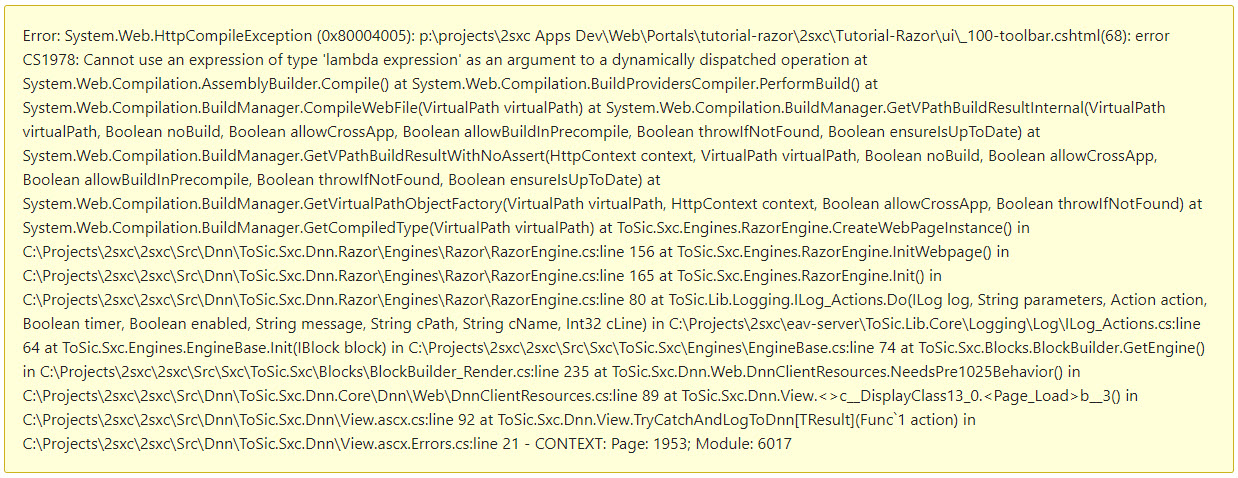 Error: System.Web.HttpCompileException (0x80004005): p:\projects\2sxc Apps Dev\Web\Portals\tutorial-razor\2sxc\Tutorial-Razor\ui\_100-toolbar.cshtml(68): error
CS1978: Cannot use an expression of type 'lambda expression' as an argument to a dynamically dispatched operation at
System.Web.Compilation.AssemblyBuilder.Compile() at System.Web.Compilation.BuildProvidersCompiler.PerformBuild() at
System.Web.Compilation.BuildManager.CompileWebFile(VirtualPath virtualPath) at System.Web.Compilation.BuildManager.GetVPathBuildResultInternal(VirtualPath
virtualPath, Boolean noBuild, Boolean allowCrossApp, Boolean allowBuildInPrecompile, Boolean throwIfNotFound, Boolean ensureIsUpToDate) at
System.Web.Compilation.BuildManager.GetVPathBuildResultWithNoAssert(HttpContext context, VirtualPath virtualPath, Boolean noBuild, Boolean allowCrossApp,
Boolean allowBuildInPrecompile, Boolean throwIfNotFound, Boolean ensureIsUpToDate) at
System.Web.Compilation.BuildManager.GetVirtualPathObjectFactory(VirtualPath virtualPath, HttpContext context, Boolean allowCrossApp, Boolean throwIfNotFound) at
System.Web.Compilation.BuildManager.GetCompiledType(VirtualPath virtualPath) at ToSic.Sxc.Engines.RazorEngine.CreateWebPageInstance() in
C:\Projects\2sxc\2sxc\Src\Dnn\ToSic.Sxc.Dnn.Razor\Engines\Razor\RazorEngine.cs:line 156 at ToSic.Sxc.Engines.RazorEngine.InitWebpage() in
C:\Projects\2sxc\2sxc\Src\Dnn\ToSic.Sxc.Dnn.Razor\Engines\Razor\RazorEngine.cs:line 165 at ToSic.Sxc.Engines.RazorEngine.Init() in
C:\Projects\2sxc\2sxc\Src\Dnn\ToSic.Sxc.Dnn.Razor\Engines\Razor\RazorEngine.cs:line 80 at ToSic.Lib.Logging.ILog_Actions.Do(ILog log, String parameters, Action action,
Boolean timer, Boolean enabled, String message, String cPath, String cName, Int32 cLine) in C:\Projects\2sxc\eav-server\ToSic.Lib.Core\Logging\Log\ILog_Actions.cs:line
64 at ToSic.Sxc.Engines.EngineBase.Init(IBlock block) in C:\Projects\2sxc\2sxc\Src\Sxc\ToSic.Sxc\Engines\EngineBase.cs:line 74 at ToSic.Sxc.Blocks.BlockBuilder.GetEngine()
in C:\Projects\2sxc\2sxc\Src\Sxc\ToSic.Sxc\Blocks\BlockBuilder_Render.cs:line 235 at ToSic.Sxc.Dnn.Web.DnnClientResources.NeedsPre1025Behavior() in
C:\Projects\2sxc\2sxc\Src\Dnn\ToSic.Sxc.Dnn.Core\Dnn\Web\DnnClientResources.cs:line 89 at ToSic.Sxc.Dnn.View.<>c__DisplayClass13_0.<Page_Load>b__3() in
C:\Projects\2sxc\2sxc\Src\Dnn\ToSic.Sxc.Dnn\View.ascx.cs:line 92 at ToSic.Sxc.Dnn.View.TryCatchAndLogToDnn[TResult](Func`1 action) in
C:\Projects\2sxc\2sxc\Src\Dnn\ToSic.Sxc.Dnn\View.ascx.Errors.cs:line 21 - CONTEXT: Page: 1953; Module: 6017